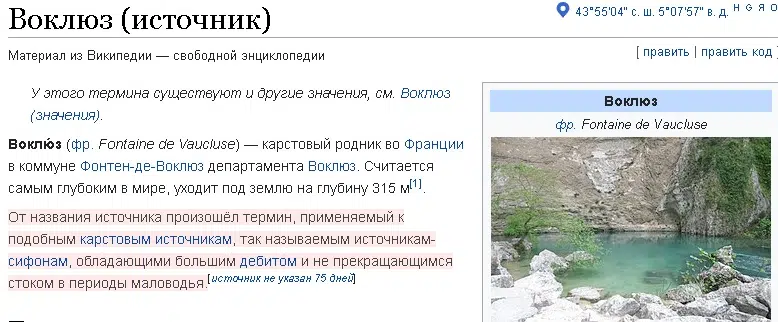 Воклюз (источник)
43°55′04″ с. ш. 5°07′57″ в. д. H G Я O
Материал из Википедии — свободной энциклопедии
[ править | править код ]
У этого термина существуют и другие значения, см. Воклюз
(значения).
Воклю́з (фр. Fontaine de Vaucluse) — карстовый родник во Франции
в коммуне Фонтен-де-Воклюз департамента Воклюз. Считается
самым глубоким в мире, уходит под землю на глубину 315 м[1].
От названия источника произошёл термин, применяемый к
подобным карстовым источникам, так называемым источникам-
сифонам, обладающими большим дебитом и не прекращающимся
стоком в периоды маловодья.[источник не указан 75 дней]
Воклюз
фр. Fontaine de Vaucluse